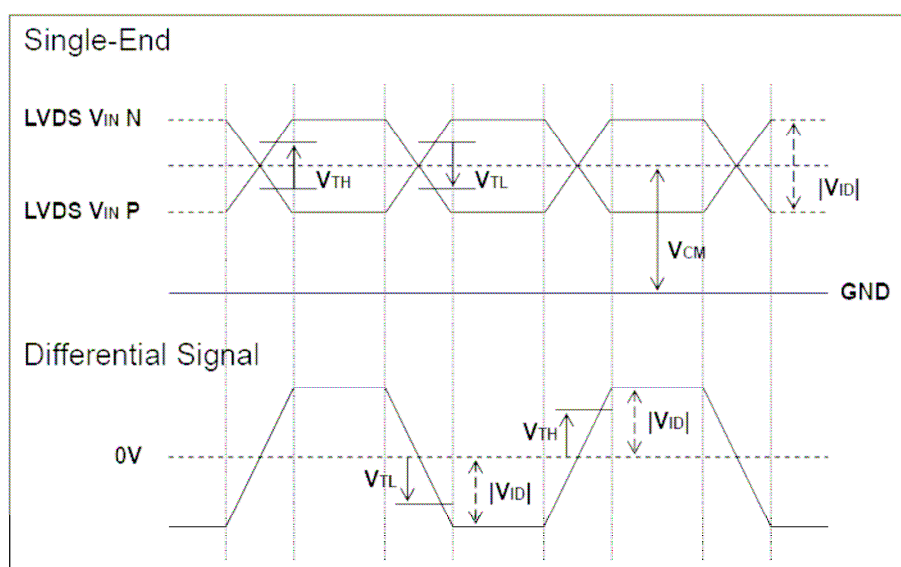 Single-End
LVDS VIN N
VTH
VTL
|VID|
LVDS VIN P
VCM
GND
Differential Signal
|VID|
VTH
0V
VTL
|VID|